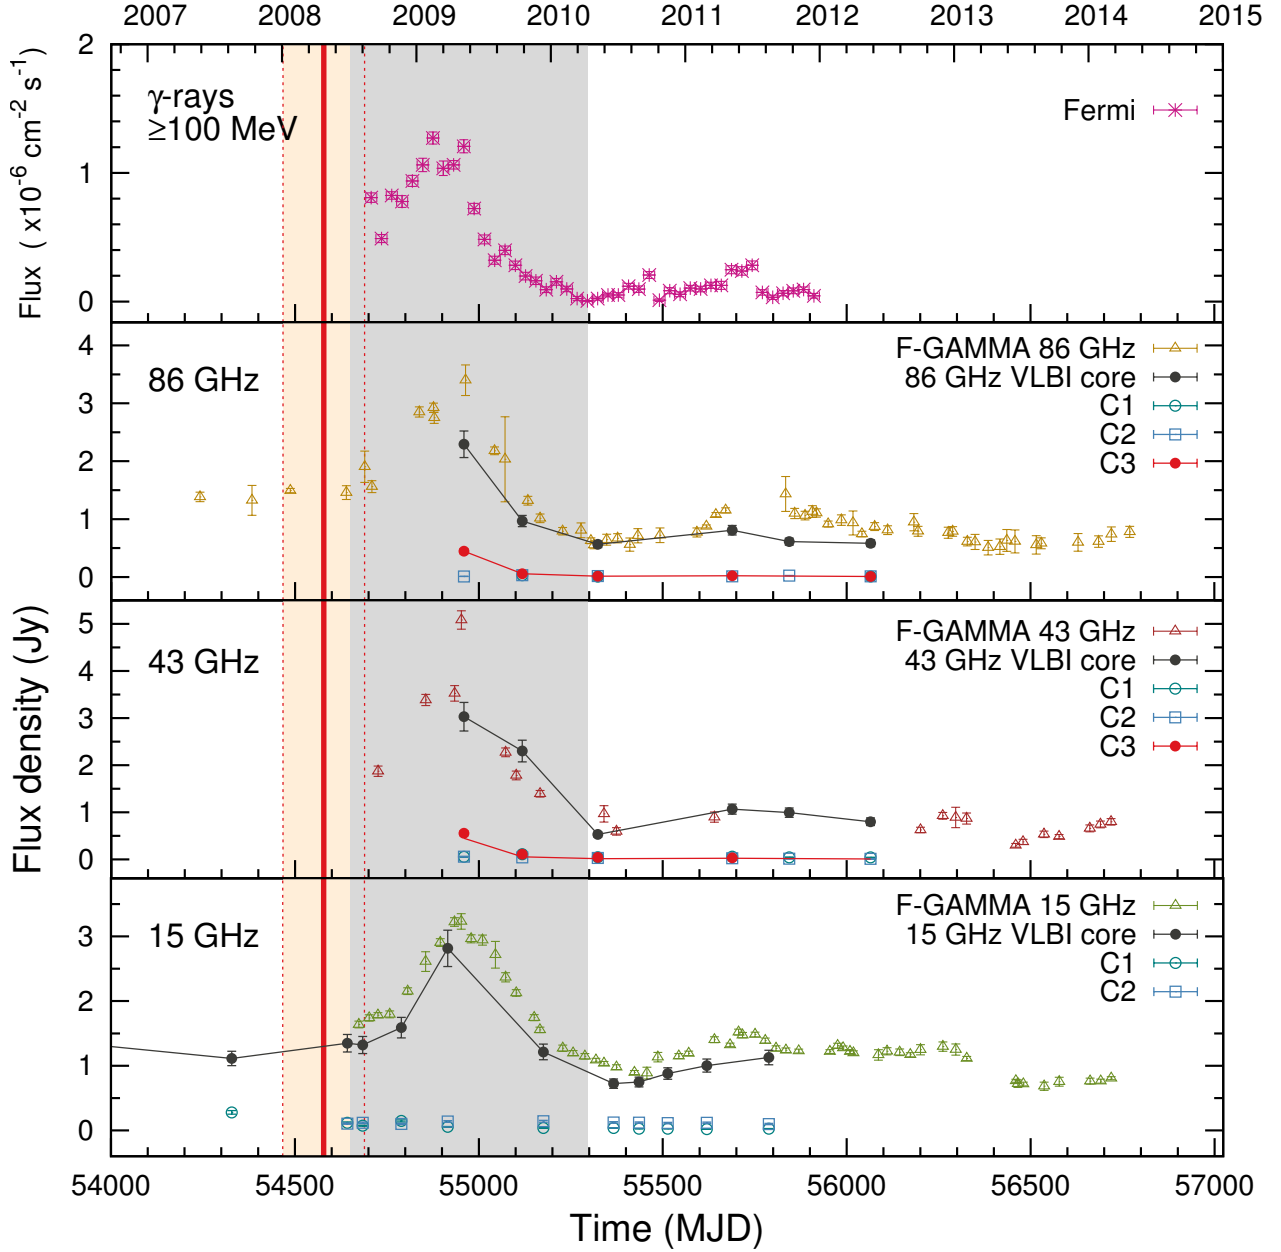 2007 2008 2009 2010 2011 2012 2013 2014 2015
2
γ-rays
≥100 MeV
Fermi
1
0
Flux ( x10⁻⁶ cm⁻² s⁻¹)
F-GAMMA 86 GHz
86 GHz VLBI core
C1
C2
C3
86 GHz
4
3
2
1
0
F-GAMMA 43 GHz
43 GHz VLBI core
C1
C2
C3
43 GHz
5
4
3
2
1
0
Flux density (Jy)
F-GAMMA 15 GHz
15 GHz VLBI core
C1
C2
15 GHz
3
2
1
0
54000 54500 55000 55500 56000 56500 57000
Time (MJD)